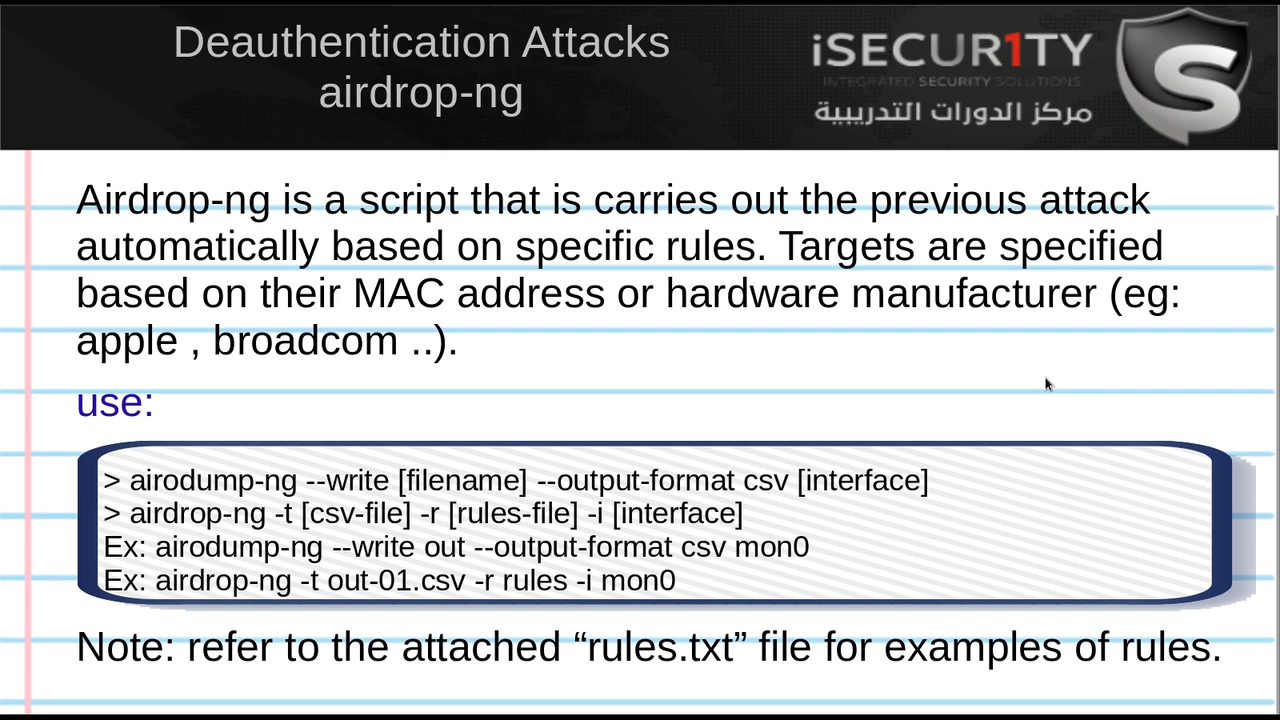 Deauthentication Attacks
airdrop-ng
iSECUR1TY
INTEGRATED SECURITY SOLUTIONS
مركز الدورات التدريبية
Airdrop-ng is a script that is carries out the previous attack
automatically based on specific rules. Targets are specified
based on their MAC address or hardware manufacturer (eg:
apple , broadcom ..).
use:
> airodump-ng --write [filename] --output-format csv [interface]
> airdrop-ng -t [csv-file] -r [rules-file] -i [interface]
Ex: airodump-ng --write out --output-format csv mon0
Ex: airdrop-ng -t out-01.csv -r rules -i mon0
Note: refer to the attached “rules.txt” file for examples of rules.